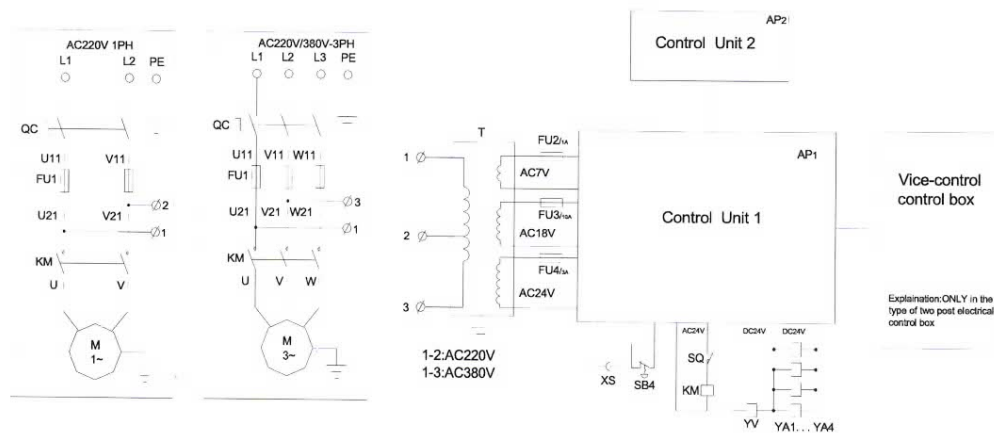 AC220V 1PH
L1 L2 PE
QC
U11 V11
FU1
2
U21 V21
1
KM
U V
M
1~
AC220V/380V-3PH
L1 L2 L3 PE
QC
U11 V11 W11
FU1
3
U21 V21 W21
1
KM
U V W
M
3~
T
1
2
3
FU2/1A
AC7V
FU3/10A
AC18V
FU4/3A
AC24V
1-2:AC220V
1-3:AC380V
AP2
Control Unit 2
AP1
Control Unit 1
AC24V DC24V DC24V
XS
SB4
SQ
KM
YV
YA1. . . YA4
Vice-control
control box
Explaination:ONLY in the
type of two post electrical
control box